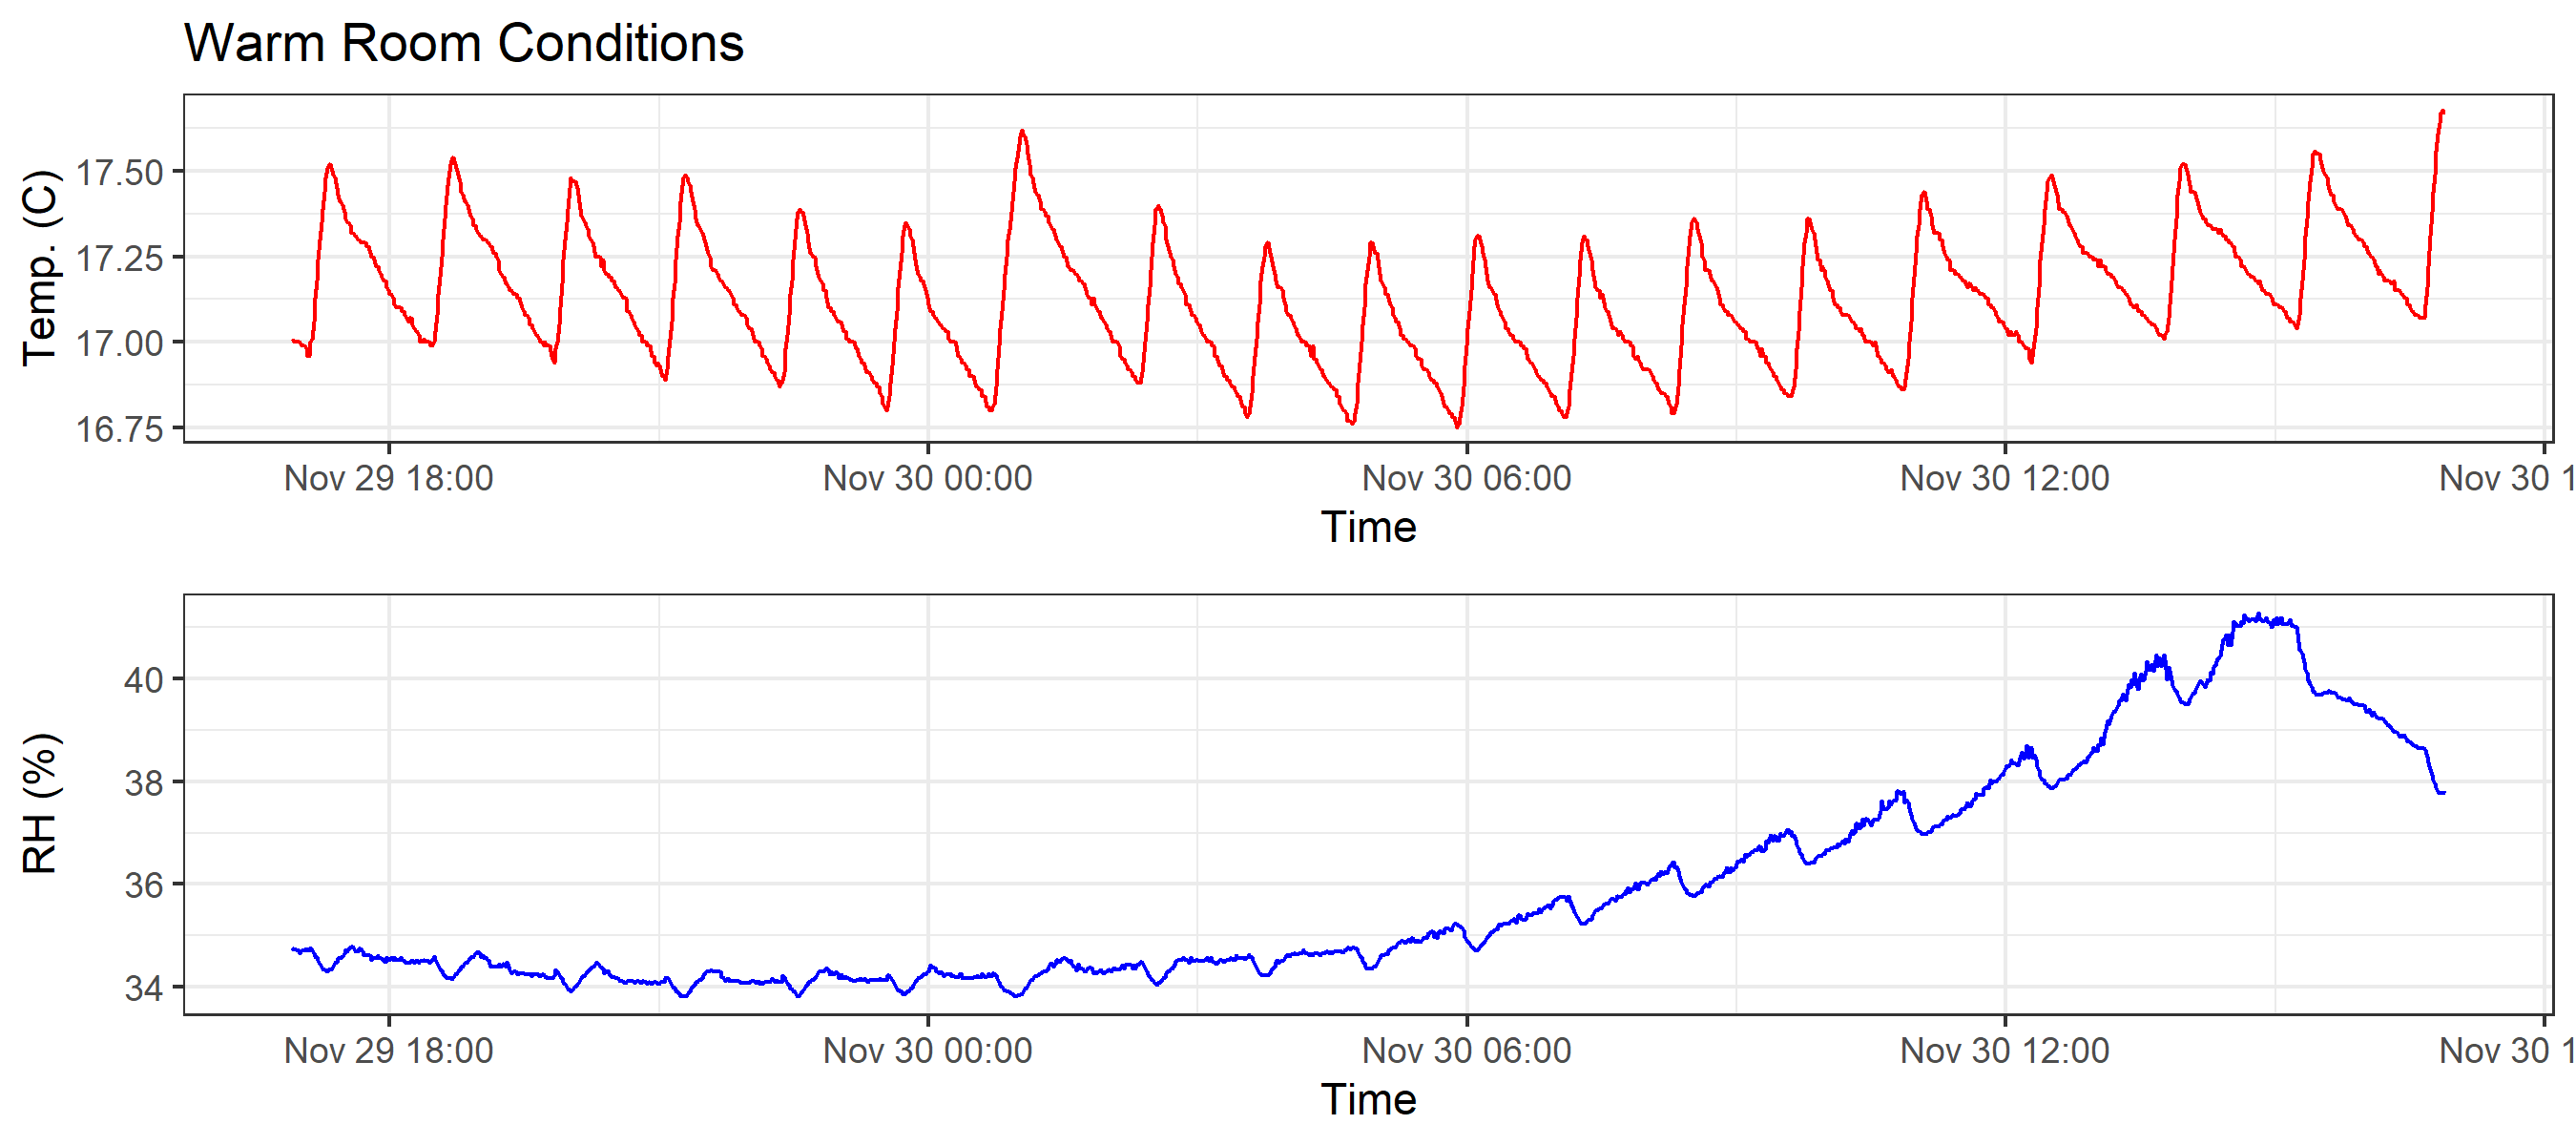 Warm Room Conditions
Temp. (C)
17.50
17.25
17.00
16.75
Nov 29 18:00 Nov 30 00:00 Nov 30 06:00 Nov 30 12:00 Nov 30 1
Time
RH (%)
40
38
36
34
Nov 29 18:00 Nov 30 00:00 Nov 30 06:00 Nov 30 12:00 Nov 30 1
Time